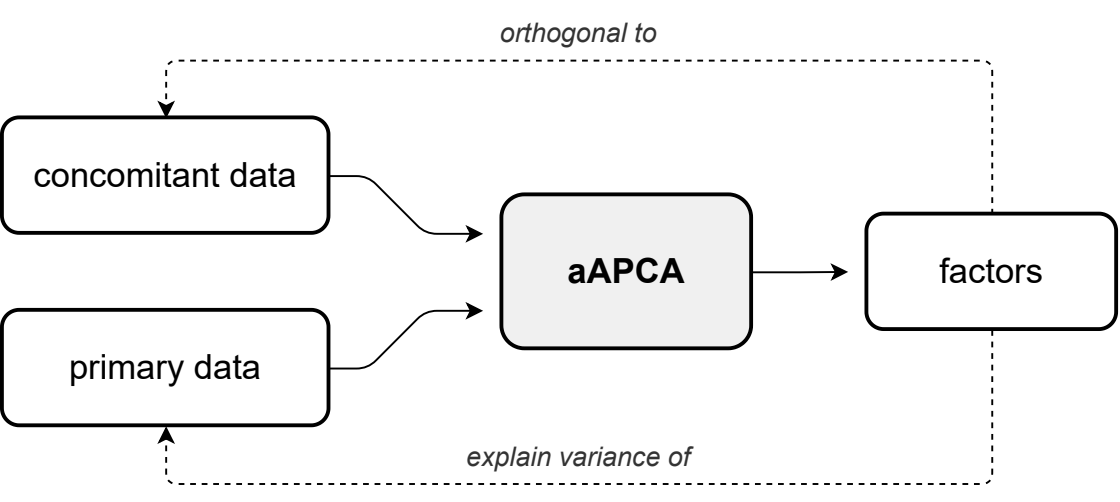 orthogonal to
concomitant data
aAPCA
factors
primary data
explain variance of